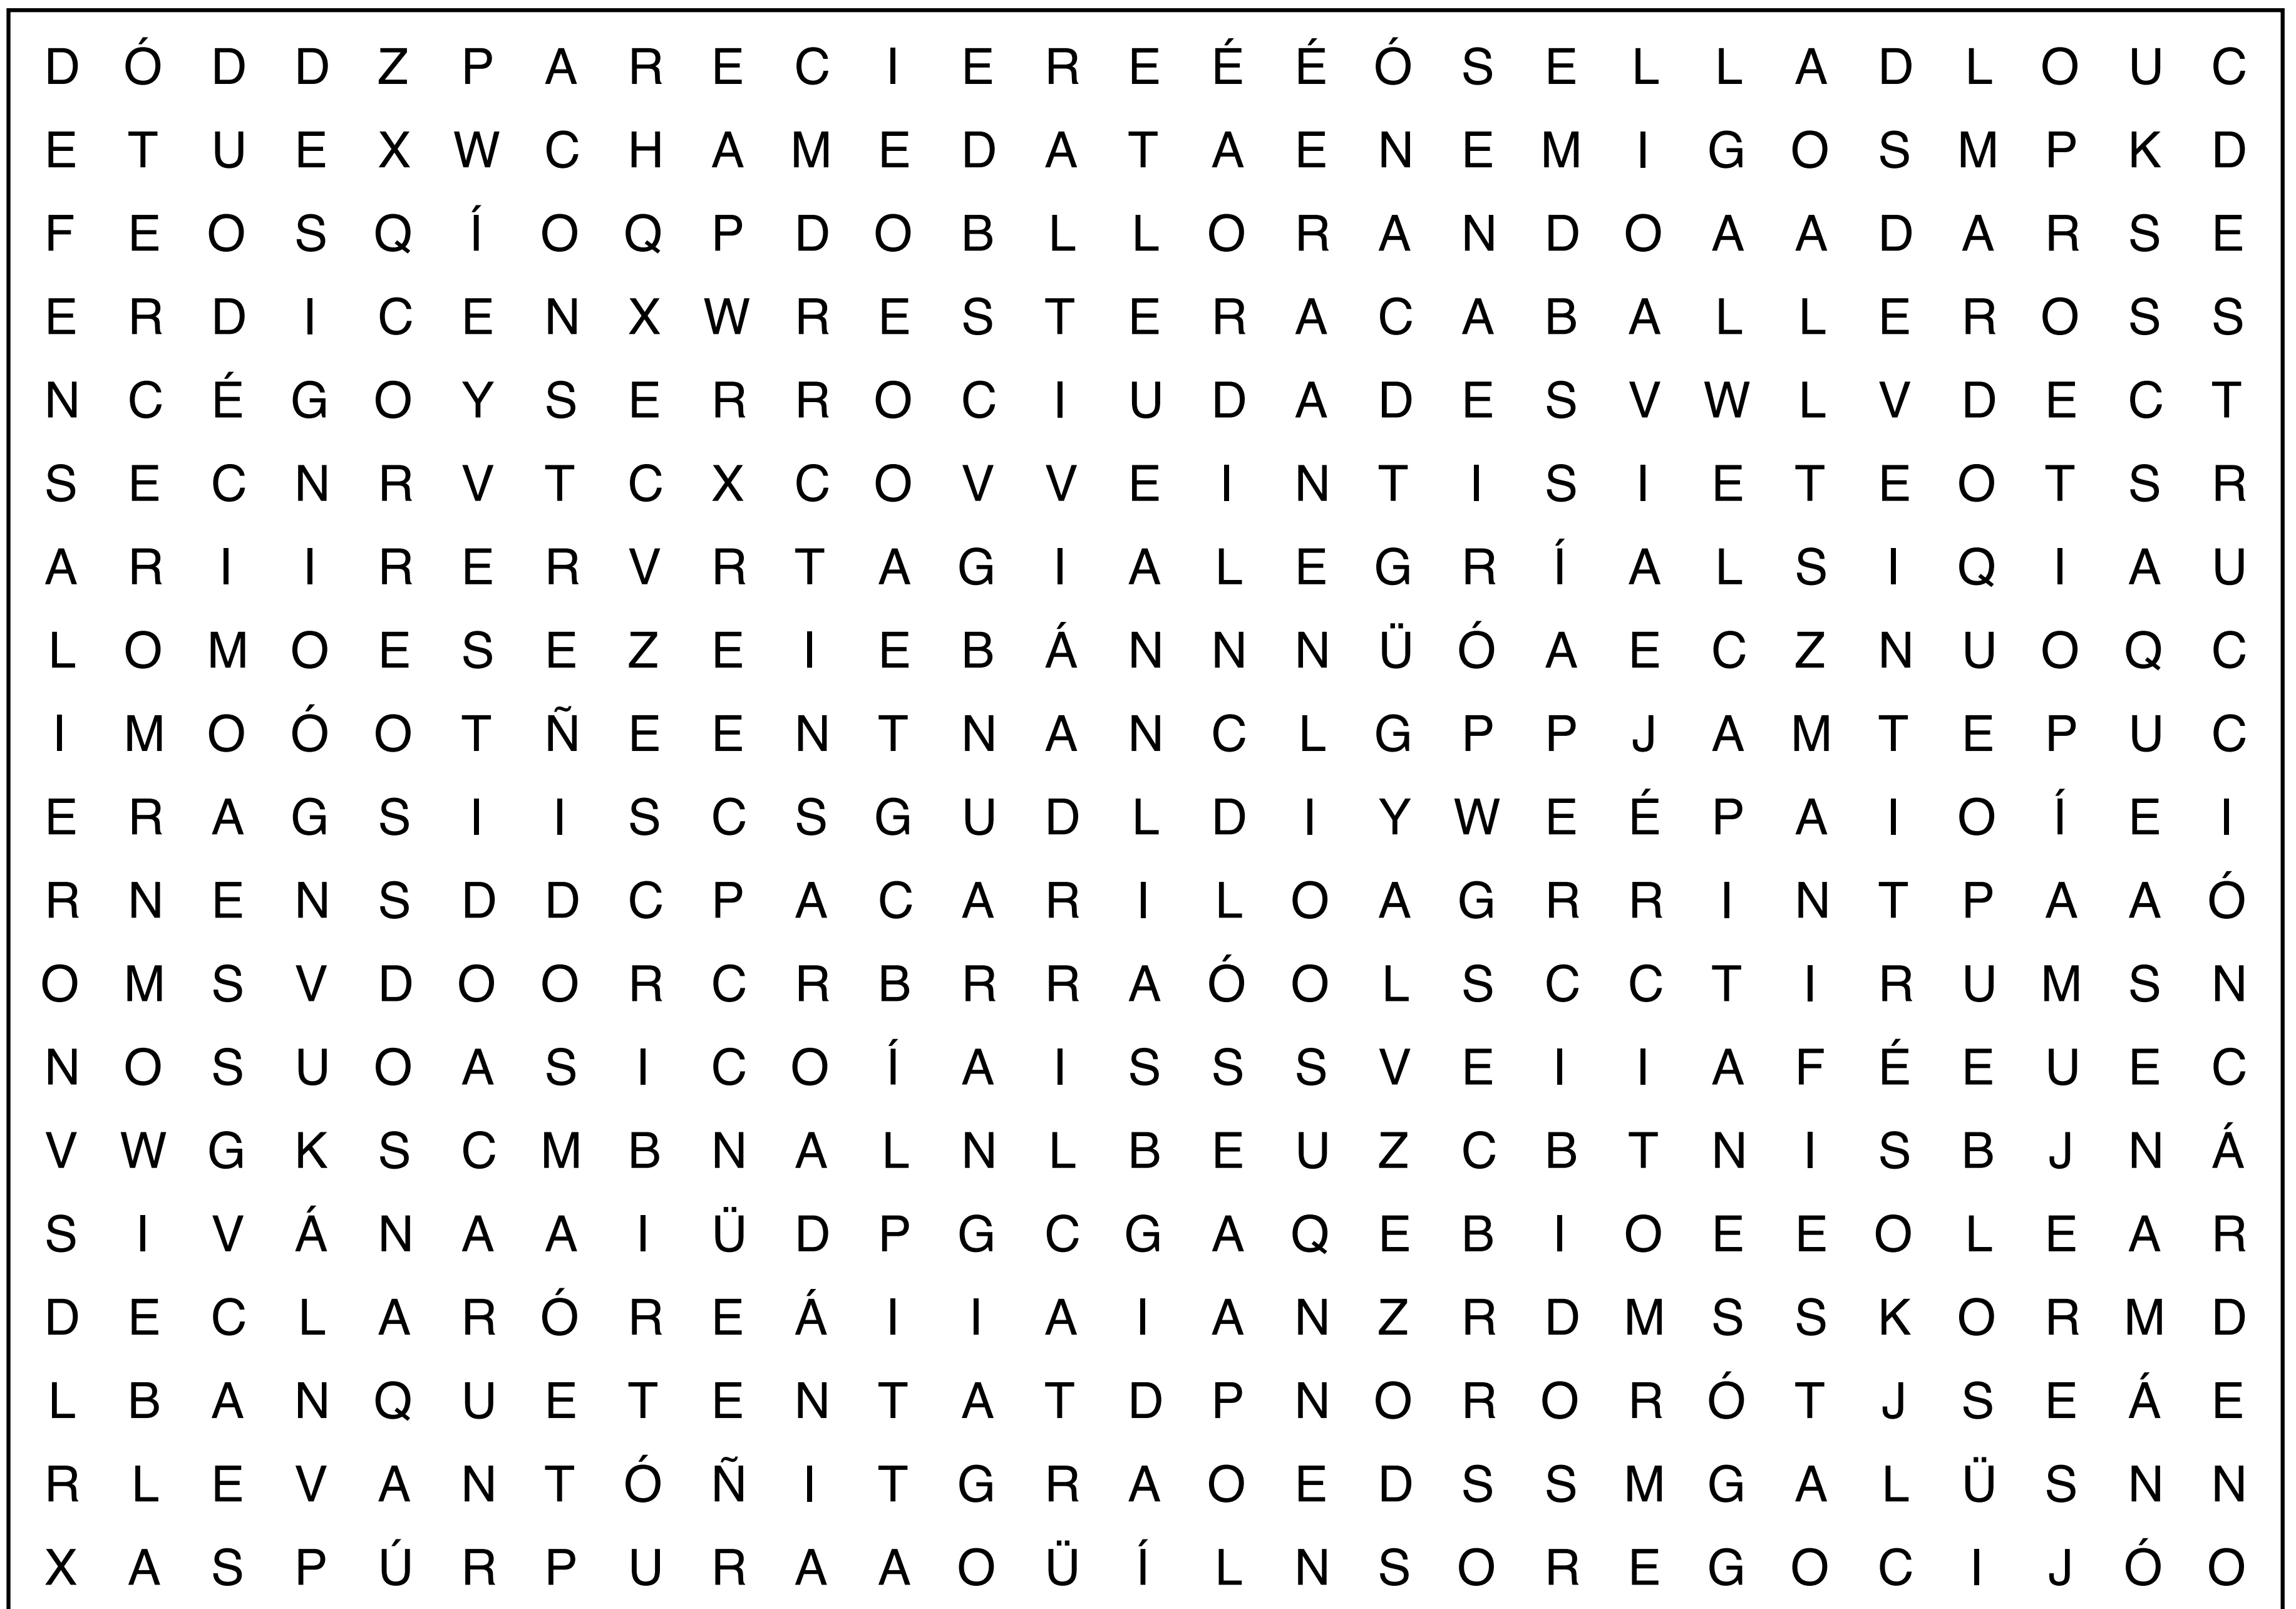 D Ó D D Z P A R E C I E R E É É Ó S E L L A D L O U C
E T U E X W C H A M E D A T A E N E M I G O S M P K D
F E O S Q Í O Q P D O B L L O R A N D O A A D A R S E
E R D I C E N X W R E S T E R A C A B A L L E R O S S
N C É G O Y S E R R O C I U D A D E S V W L V D E C T
S E C N R V T C X C O V V E I N T I S I E T E O T S R
A R I I R E R V R T A G I A L E G R Í A L S I Q I A U
L O M O E S E Z E I E B Á N N N Ü Ó A E C Z N U O Q C
I M O Ó O T Ñ E E N T N A N C L G P P J A M T E P U C
E R A G S I I S C S G U D L D I Y W E É P A I O Í E I
R N E N S D D C P A C A R I L O A G R R I N T P A A Ó
O M S V D O O R C R B R R A Ó O L S C C T I R U M S N
N O S U O A S I C O Í A I S S S V E I I A F É E U E C
V W G K S C M B N A L N L B E U Z C B T N I S B J N Á
S I V Á N A A I Ü D P G C G A Q E B I O E E O L E A R
D E C L A R Ó R E Á I I A I A N Z R D M S S K O R M D
L B A N Q U E T E N T A T D P N O R O R Ó T J S E Á E
R L E V A N T Ó Ñ I T G R A O E D S S M G A L Ü S N N
X A S P Ú R P U R A A O Ü Í L N S O R E G O C I J Ó O